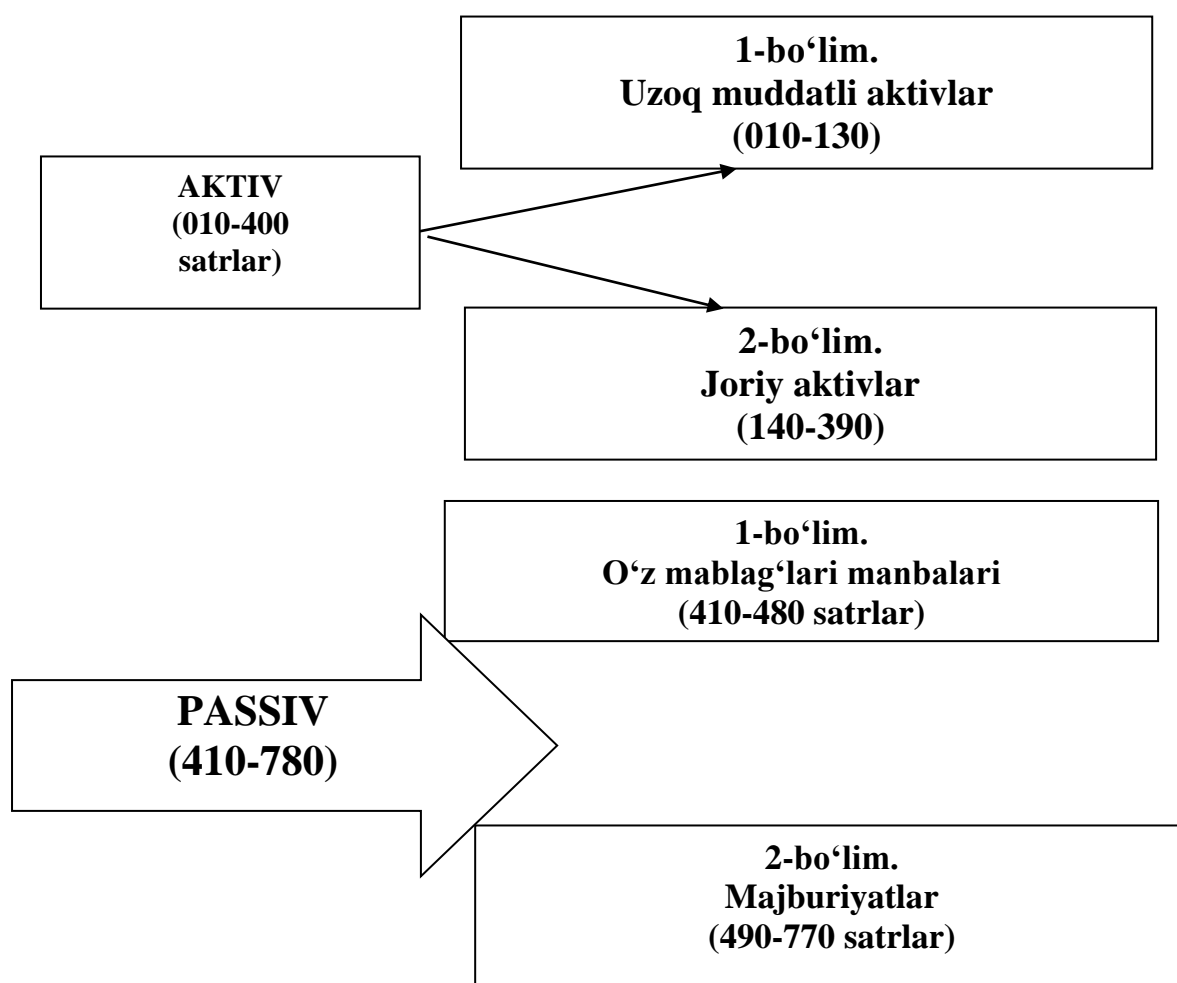 1-bo‘lim.
Uzoq muddatli aktivlar
(010-130)
AKTIV
(010-400
satrlar)
2-bo‘lim.
Joriy aktivlar
(140-390)
1-bo‘lim.
O‘z mablag‘lari manbalari
(410-480 satrlar)
PASSIV
(410-780)
2-bo‘lim.
Majburiyatlar
(490-770 satrlar)